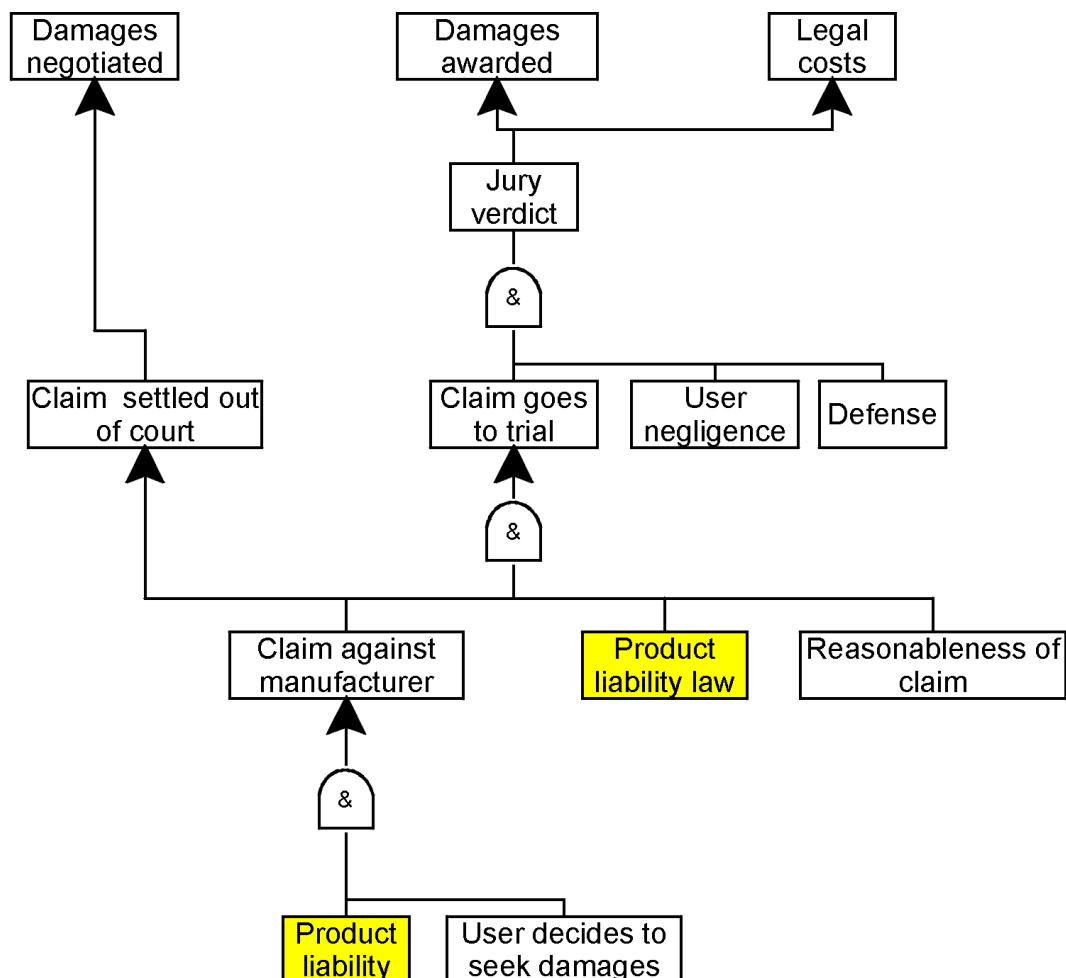 Damages
negotiated
Damages
awarded
Legal
costs
Jury
verdict
&
Claim settled out
of court
Claim goes
to trial
User
negligence
Defense
&
Claim against
manufacturer
Product
liability law
Reasonableness of
claim
&
Product
liability
User decides to
seek damages